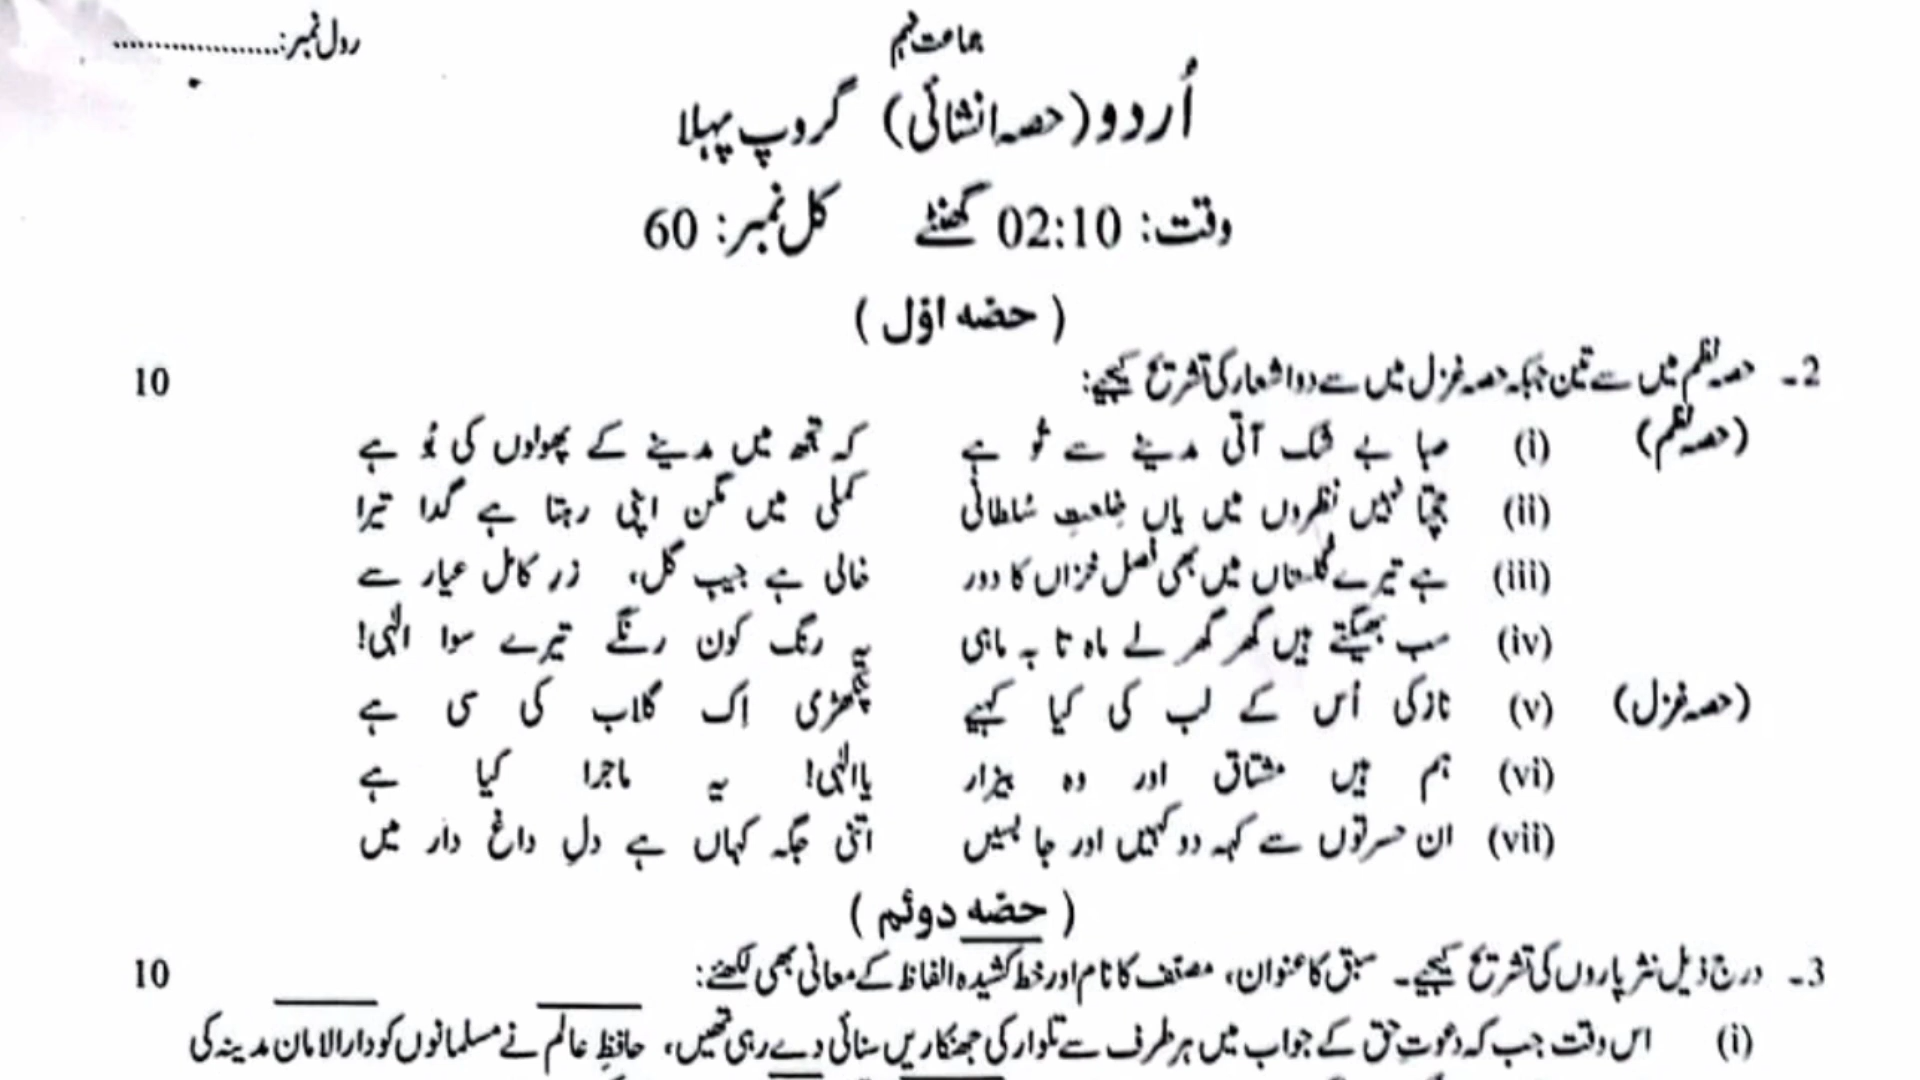 رول نمبر:..................
جماعت نہم
اُردو (حصہ انشائی) گروپ پہلا
وقت: 02:10 گھنٹے کل نمبر: 60
(حصّہ اوّل)
2۔ حصہ نظم میں سے تین جبکہ حصہ غزل میں سے دو اشعار کی تشریح کیجیے: 10
(حصہ نظم) (i) صبا بے شک آتی مدینے سے تُو ہے کہ تجھ میں مدینے کے پھولوں کی بُو ہے
(ii) جچتا نہیں نظروں میں یاں خلعتِ سُلطانی کملی میں مگن اپنی رہتا ہے گدا تیرا
(iii) ہے تیرے گلستاں میں بھی فصل خزاں کا دور خالی ہے جیبِ گل، زرِ کامل عیار سے
(iv) سب بھیگتے ہیں گھر گھر لے ماہ تا بہ ماہی یہ رنگ کون رنگے تیرے سوا الٰہی!
(حصہ غزل) (v) نازکی اُس کے لب کی کیا کہیے پنکھڑی اِک گلاب کی سی ہے
(vi) ہم ہیں مشتاق اور وہ بیزار یاالٰہی! یہ ماجرا کیا ہے
(vii) ان حسرتوں سے کہہ دو کہیں اور جا بسیں اتنی جگہ کہاں ہے دلِ داغ دار میں
(حصّہ دوئم)
3۔ درج ذیل نثر پاروں کی تشریح کیجیے۔ سبق کا عنوان، مصنف کا نام اور خط کشیدہ الفاظ کے معانی بھی لکھئے: 10
(i) اس وقت جب کہ دعوتِ حق کے جواب میں ہر طرف سے تلوار کی جھنکاریں سنائی دے رہی تھیں، حافظِ عالم نے مسلمانوں کو دارالامان مدینہ کی